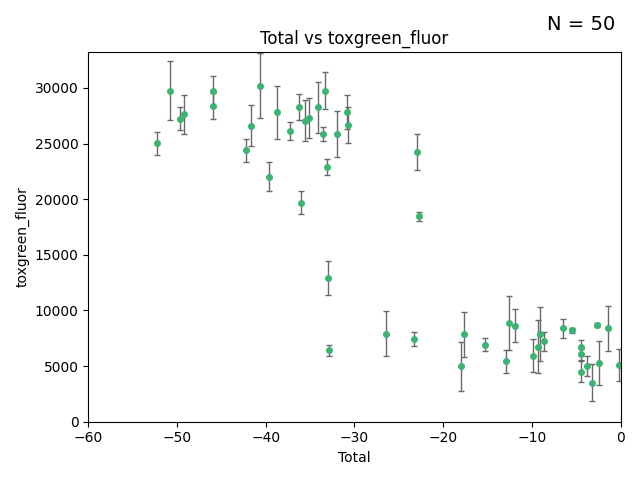 N = 50
Total vs toxgreen_fluor
30000
25000
20000
15000
10000
5000
0
toxgreen_fluor
−60 −50 −40 −30 −20 −10 0
Total